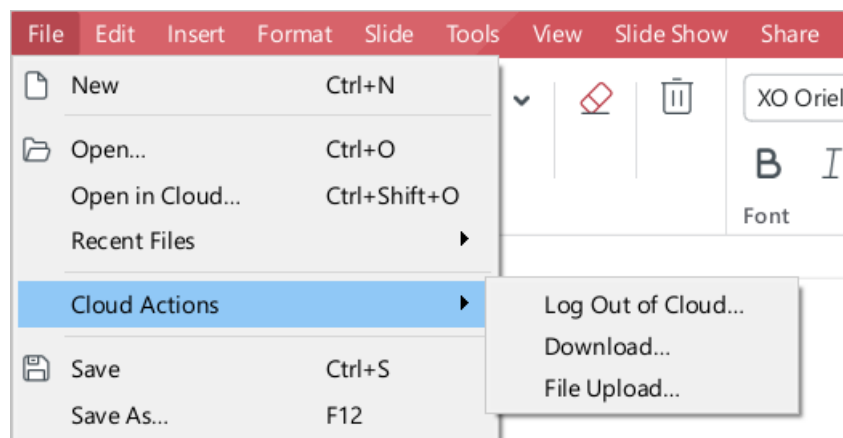 File Edit Insert Format Slide Tools View Slide Show Share
New Ctrl+N
XO Oriel
Open... Ctrl+O
B I
Open in Cloud... Ctrl+Shift+O
Font
Recent Files
Cloud Actions
Log Out of Cloud...
Download...
File Upload...
Save Ctrl+S
Save As... F12